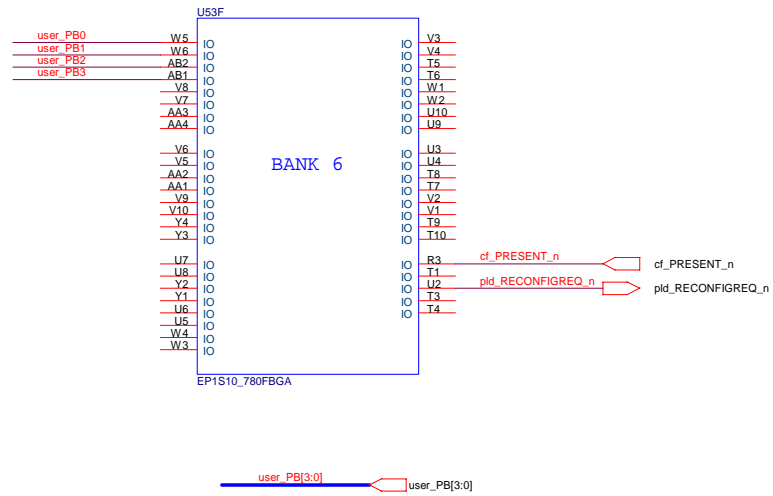 U53F
user_PB0 W5 IO IO V3
user_PB1 W6 IO IO V4
user_PB2 AB2 IO IO T5
user_PB3 AB1 IO IO T6
V8 IO IO W1
V7 IO IO W2
AA3 IO IO U10
AA4 IO IO U9
V6 IO IO U3
V5 IO IO U4
BANK 6
AA2 IO IO T8
AA1 IO IO T7
V9 IO IO V2
V10 IO IO V1
Y4 IO IO T9
Y3 IO IO T10
U7 IO IO R3 cf_PRESENT_n cf_PRESENT_n
U8 IO IO T1
Y2 IO IO U2 pld_RECONFIGREQ_n pld_RECONFIGREQ_n
Y1 IO IO T3
U6 IO IO T4
U5 IO
W4 IO
W3 IO
EP1S10_780FBGA
user_PB[3:0] user_PB[3:0]